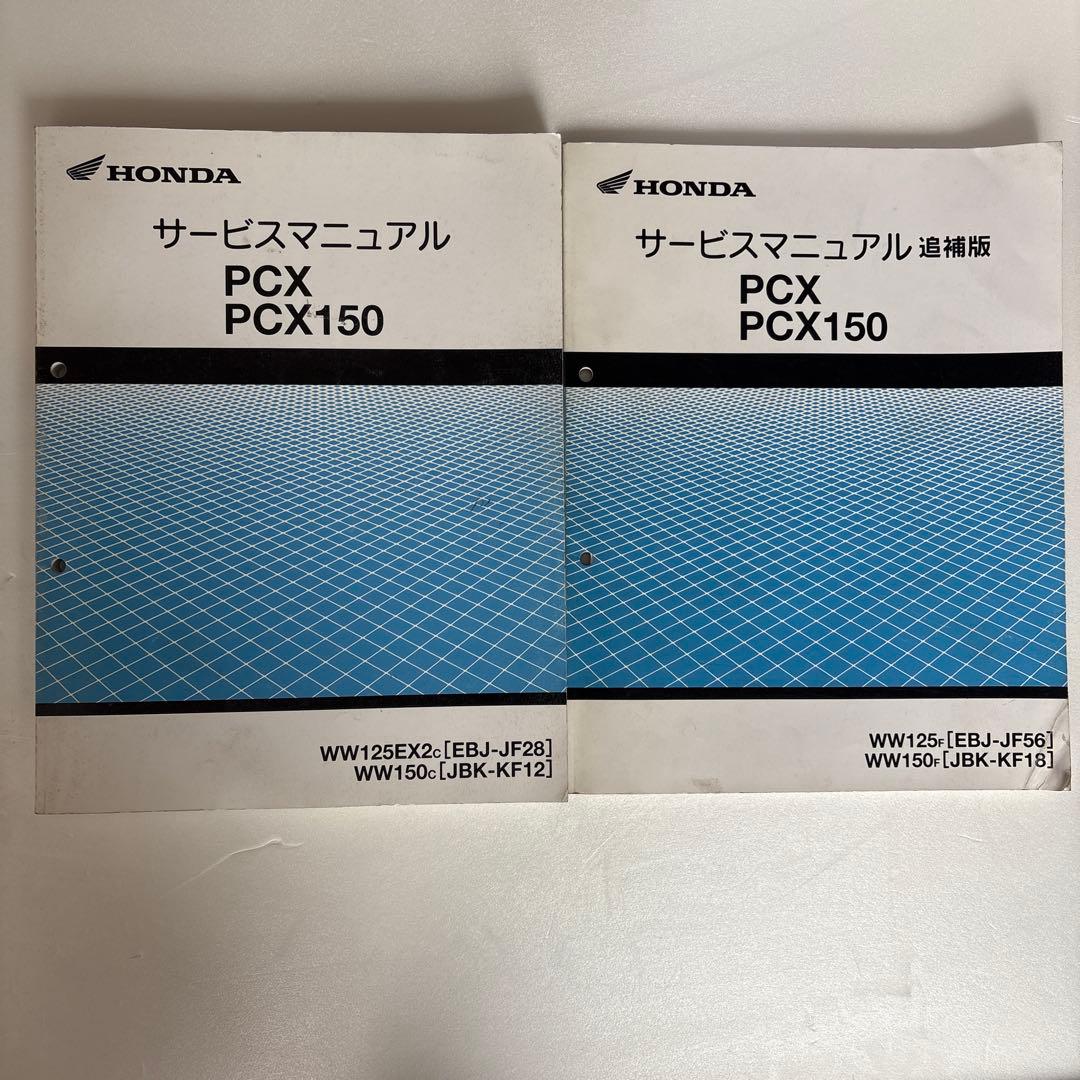 HONDA
サービスマニュアル
PCX
PCX150
WW125EX2C[EBJ-JF28]
WW150C[JBK-KF12]
HONDA
サービスマニュアル 追補版
PCX
PCX150
WW125F[EBJ-JF56]
WW150F[JBK-KF18]